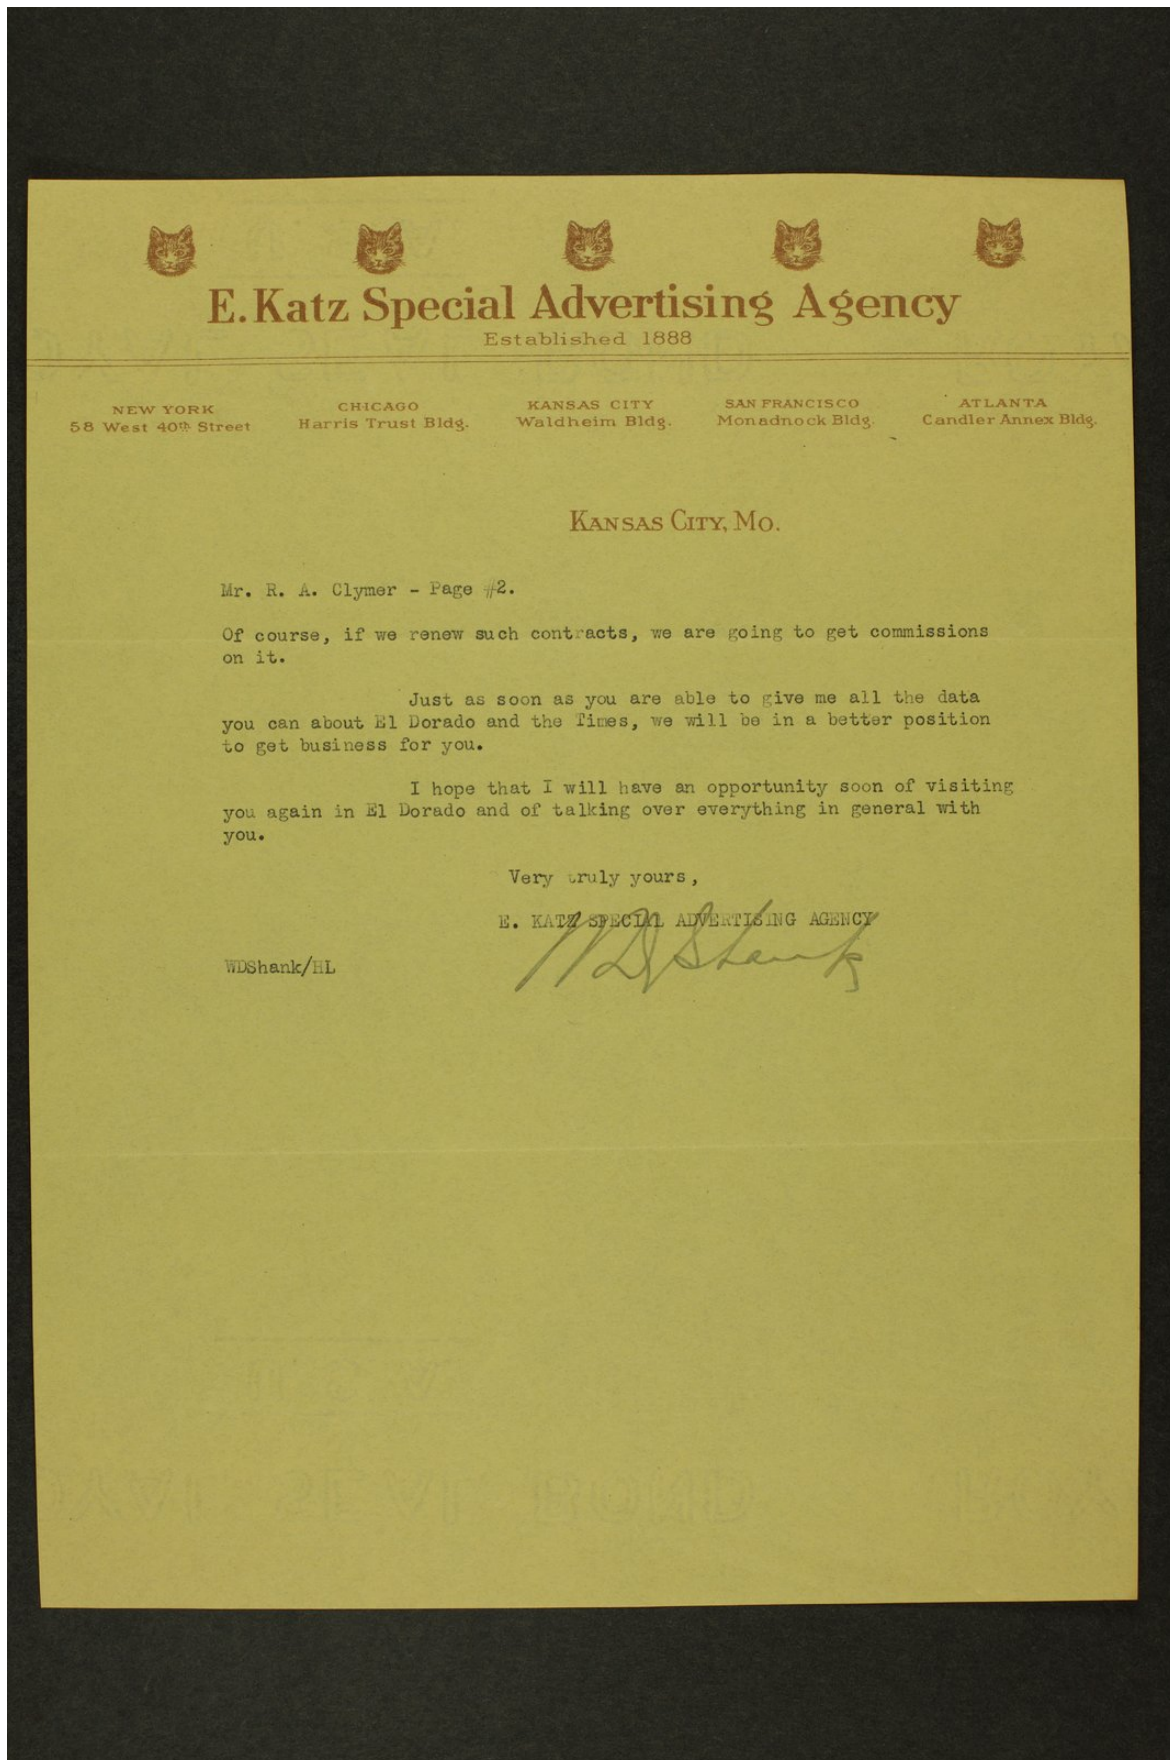 E. Katz Special Advertising Agency
Established 1888
NEW YORK
58 West 40th Street
CHICAGO
Harris Trust Bldg.
KANSAS CITY
Waldheim Bldg.
SAN FRANCISCO
Monadnock Bldg.
ATLANTA
Candler Annex Bldg.
KANSAS CITY, MO.
Mr. R. A. Clymer - Page #2.
Of course, if we renew such contracts, we are going to get commissions
on it.
Just as soon as you are able to give me all the data
you can about El Dorado and the Times, we will be in a better position
to get business for you.
I hope that I will have an opportunity soon of visiting
you again in El Dorado and of talking over everything in general with
you.
Very truly yours,
E. KATZ SPECIAL ADVERTISING AGENCY
WDShank
WDShank/HL